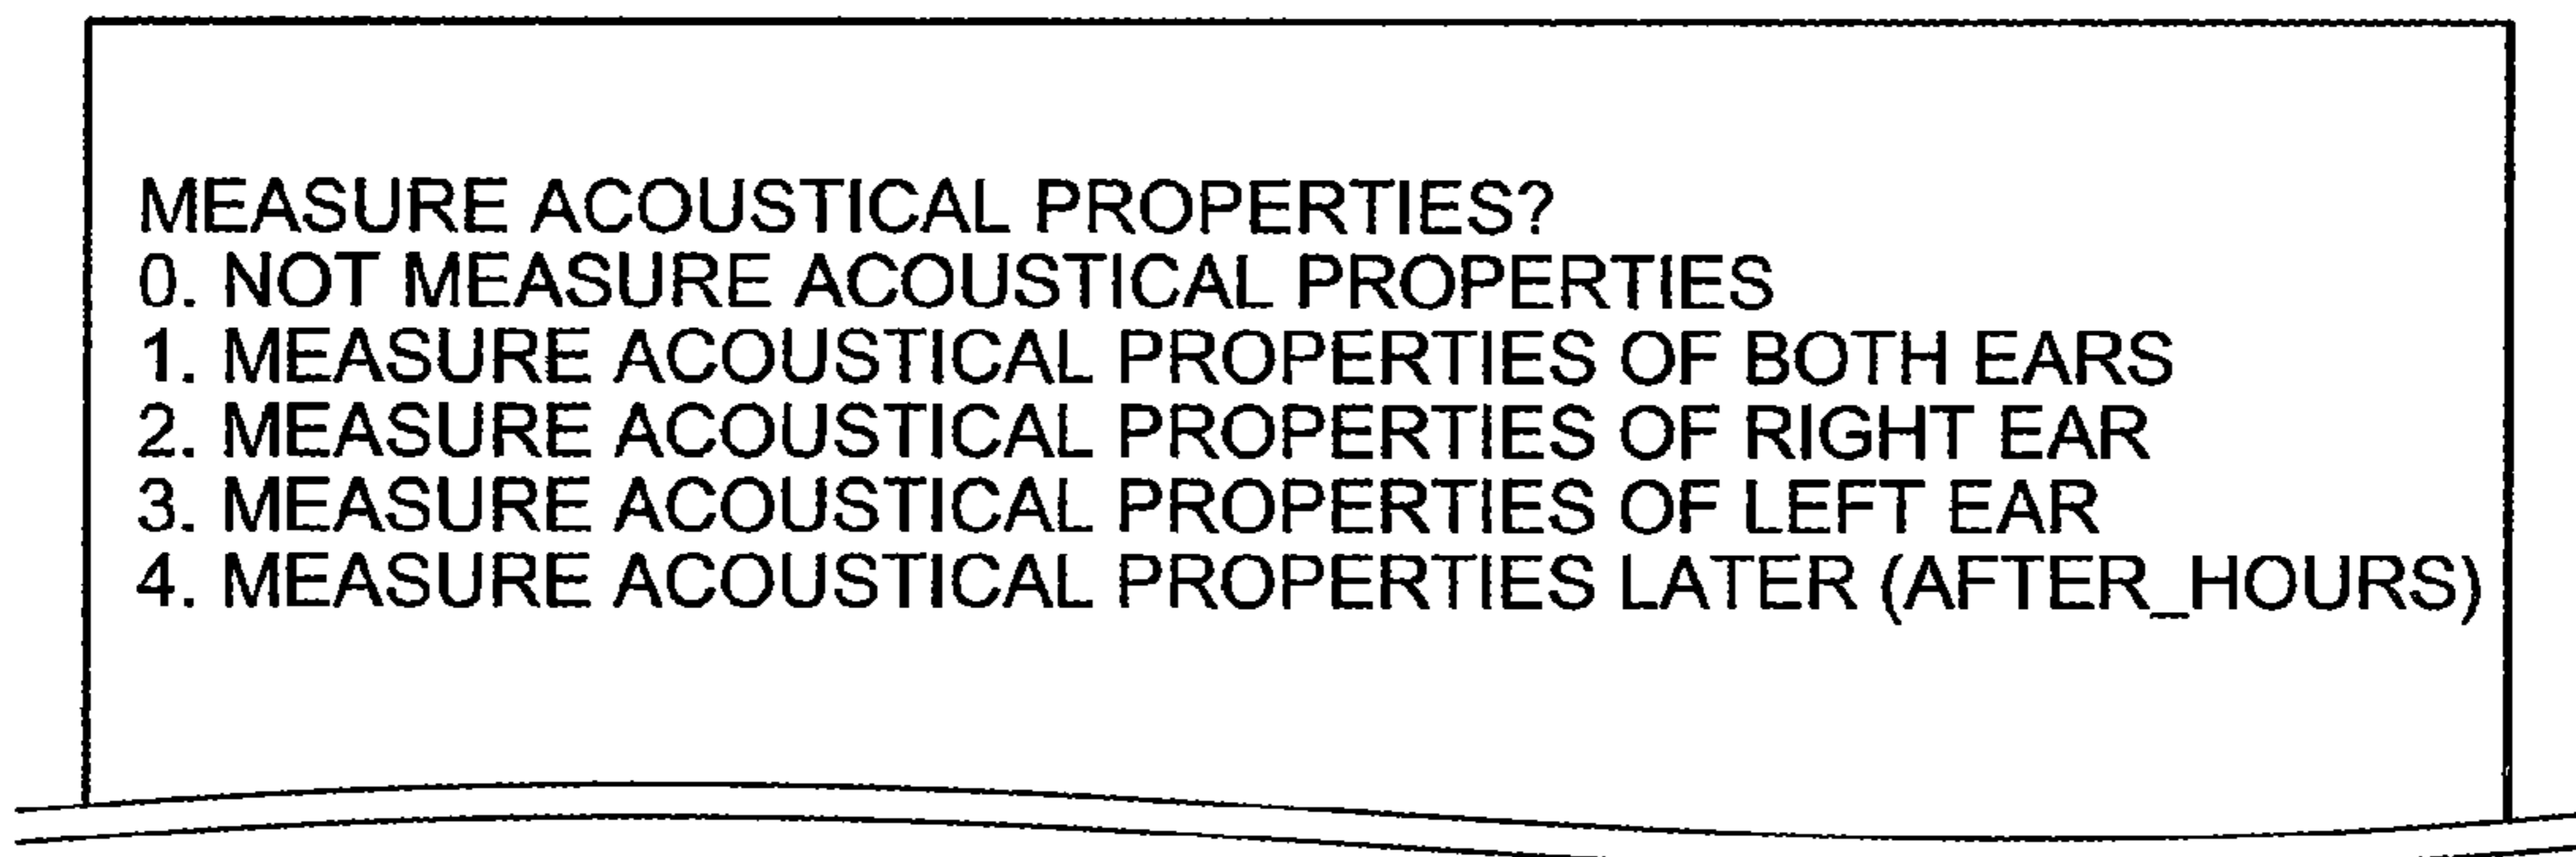 MEASURE ACOUSTICAL PROPERTIES?
0. NOT MEASURE ACOUSTICAL PROPERTIES
1. MEASURE ACOUSTICAL PROPERTIES OF BOTH EARS
2. MEASURE ACOUSTICAL PROPERTIES OF RIGHT EAR
3. MEASURE ACOUSTICAL PROPERTIES OF LEFT EAR
4. MEASURE ACOUSTICAL PROPERTIES LATER (AFTER_HOURS)